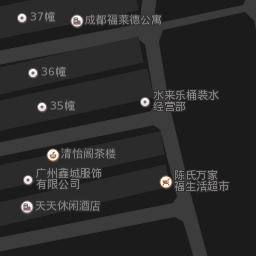 37幢
成都福莱德公寓
36幢
35幢
水来乐桶装水
经营部
清怡阁茶楼
广州鑫城服饰
有限公司
陈氏万家
福生活超市
天天休闲酒店